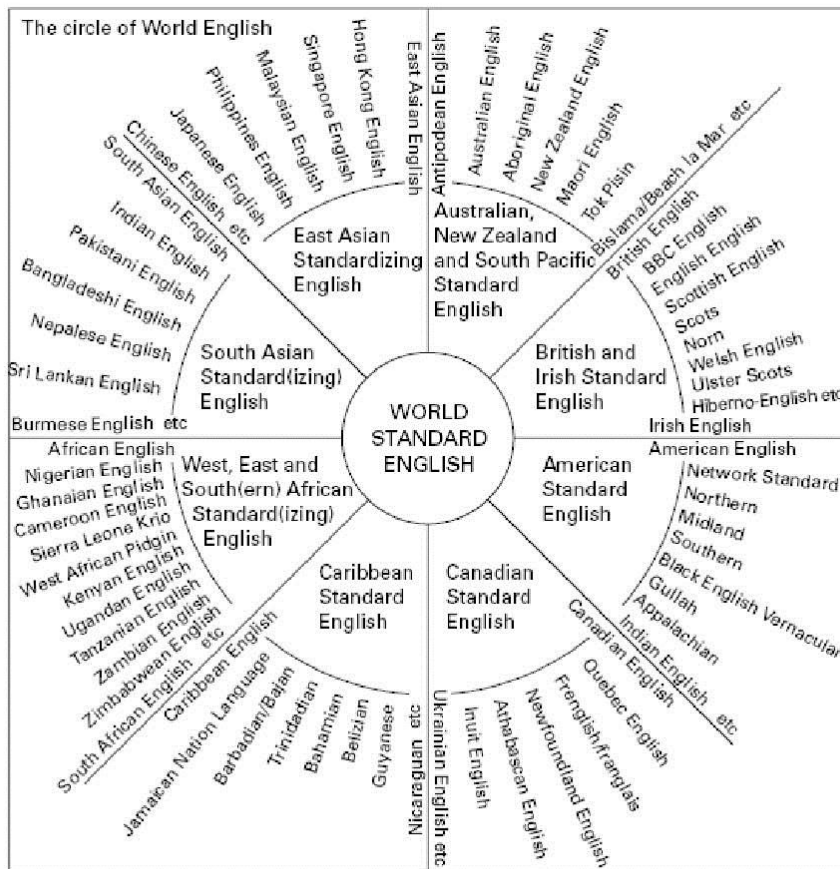 The circle of World English
WORLD
STANDARD
ENGLISH
East Asian
Standardizing
English
East Asian English
Hong Kong English
Singapore English
Malaysian English
Philippines English
Japanese English
Chinese English etc
Australian,
New Zealand
and South Pacific
Standard
English
Antipodean English
Australian English
Aboriginal English
New Zealand English
Maori English
Tok Pisin
Bislama/Beach la Mar etc
British and
Irish Standard
English
British English
BBC English
English English
Scottish English
Scots
Norn
Welsh English
Ulster Scots
Hiberno-English etc
Irish English
American
Standard
English
American English
Network Standard
Northern
Midland
Southern
Black English Vernacular
Gullah
Appalachian
Indian English etc
Canadian
Standard
English
Canadian English
Quebec English
Frenglish/franglais
Newfoundland English
Athabascan English
Inuit English
Ukrainian English etc
Caribbean
Standard
English
Caribbean English
Jamaican Nation Language
Barbadian/Bajan
Trinidadian
Bahamian
Belizian
Guyanese
Nicaraguan etc
West, East and
South(ern) African
Standard(izing)
English
African English
Nigerian English
Ghanaian English
Cameroon English
Sierra Leone Krio
West African Pidgin
Kenyan English
Ugandan English
Tanzanian English
Zambian English
Zimbabwean English
South African English etc
South Asian
Standard(izing)
English
South Asian English
Indian English
Pakistani English
Bangladeshi English
Nepalese English
Sri Lankan English
Burmese English etc